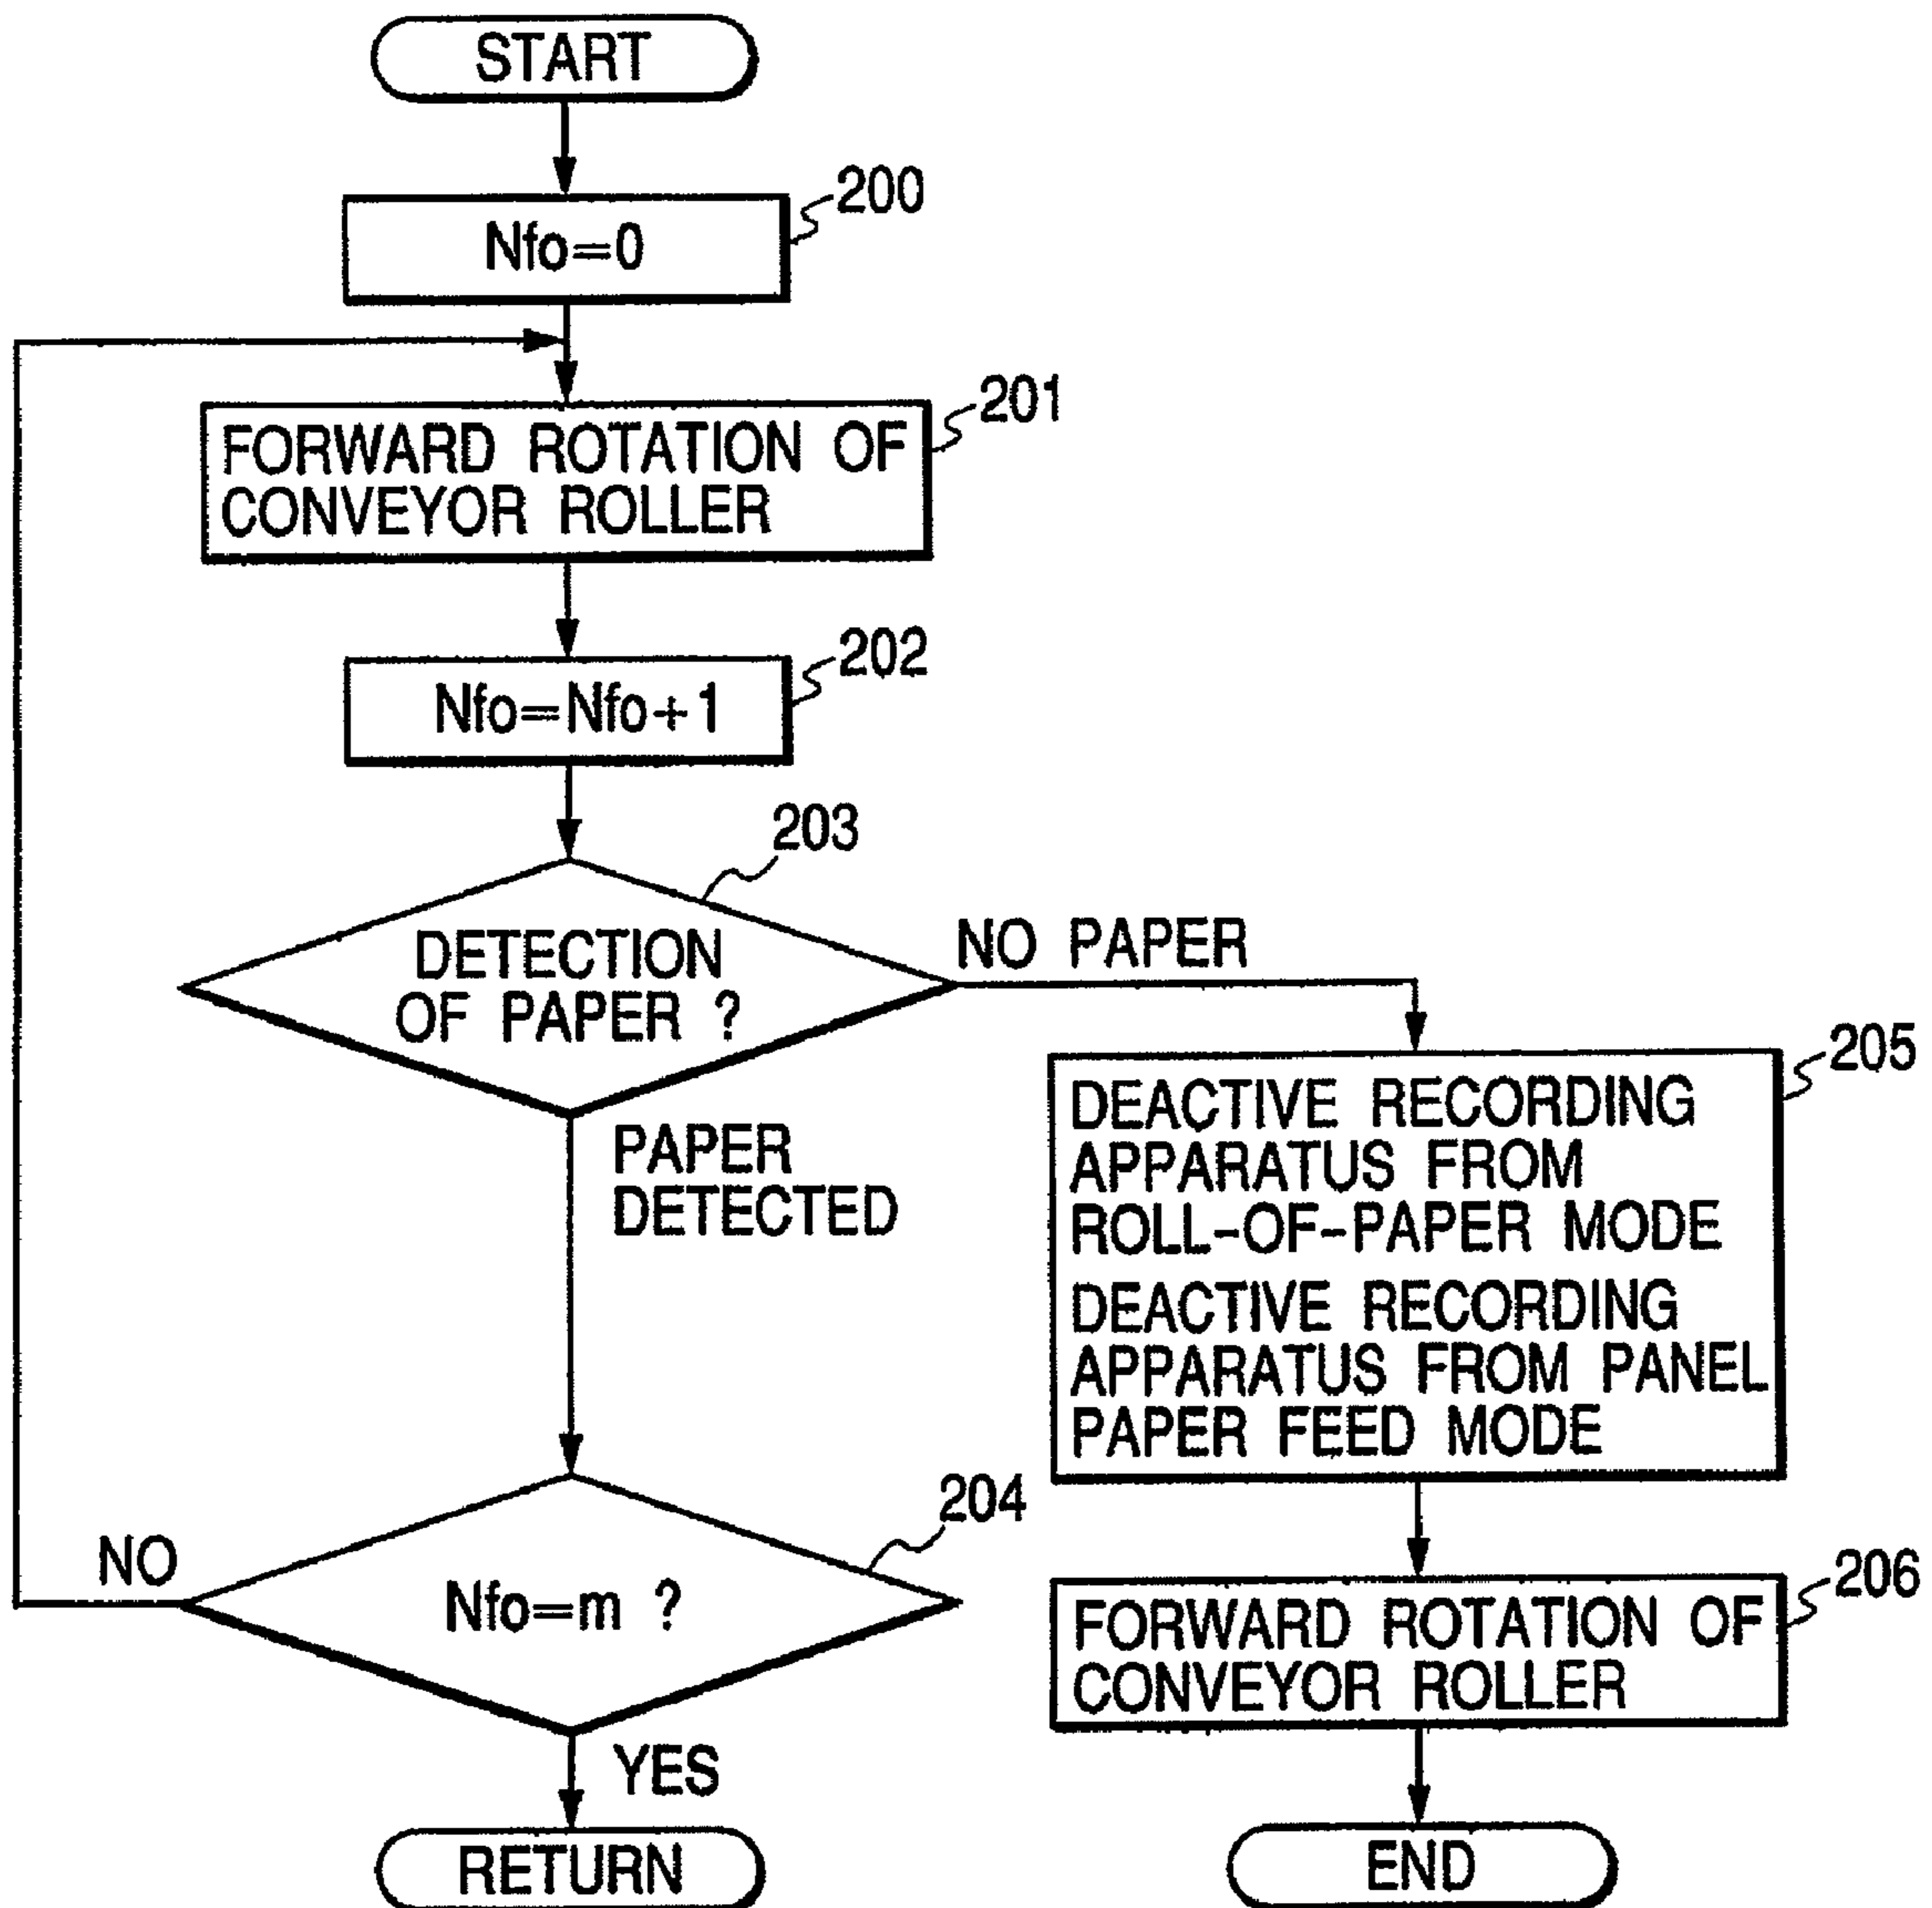 START
200
Nfo=0
201
FORWARD ROTATION OF
CONVEYOR ROLLER
202
Nfo=Nfo+1
203
DETECTION
OF PAPER ?
NO PAPER
PAPER
DETECTED
205
DEACTIVE RECORDING
APPARATUS FROM
ROLL-OF-PAPER MODE
DEACTIVE RECORDING
APPARATUS FROM PANEL
PAPER FEED MODE
204
Nfo=m ?
NO
YES
206
FORWARD ROTATION OF
CONVEYOR ROLLER
RETURN
END